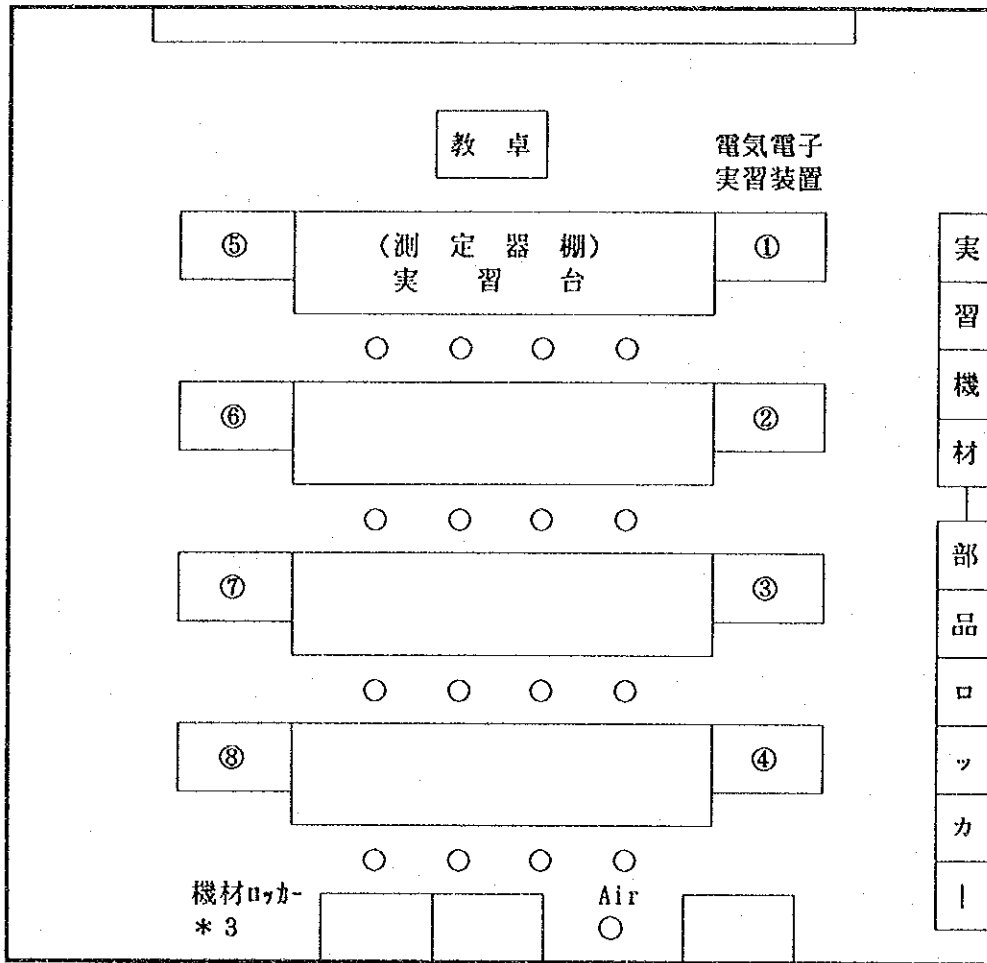 教 卓
電気電子
実習装置
⑤
(測 定 器 棚)
実 習 台
①
⑥
②
⑦
③
⑧
④
実習機材
部品ロッカー
機材ロッカー
* 3
Air